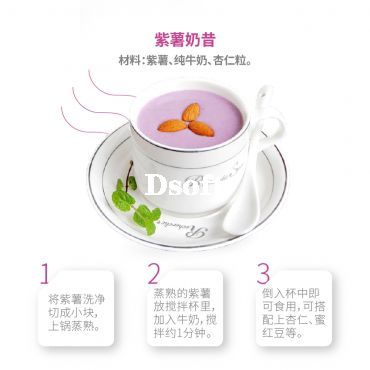 紫薯奶昔
材料：紫薯、纯牛奶、杏仁粒。
Dsof
1
将紫薯洗净
切成小块，
上锅蒸熟。
2
蒸熟的紫薯
放搅拌杯里，
加入牛奶，搅
拌约1分钟。
3
倒入杯中即
可食用，可搭
配上杏仁、蜜
红豆等。